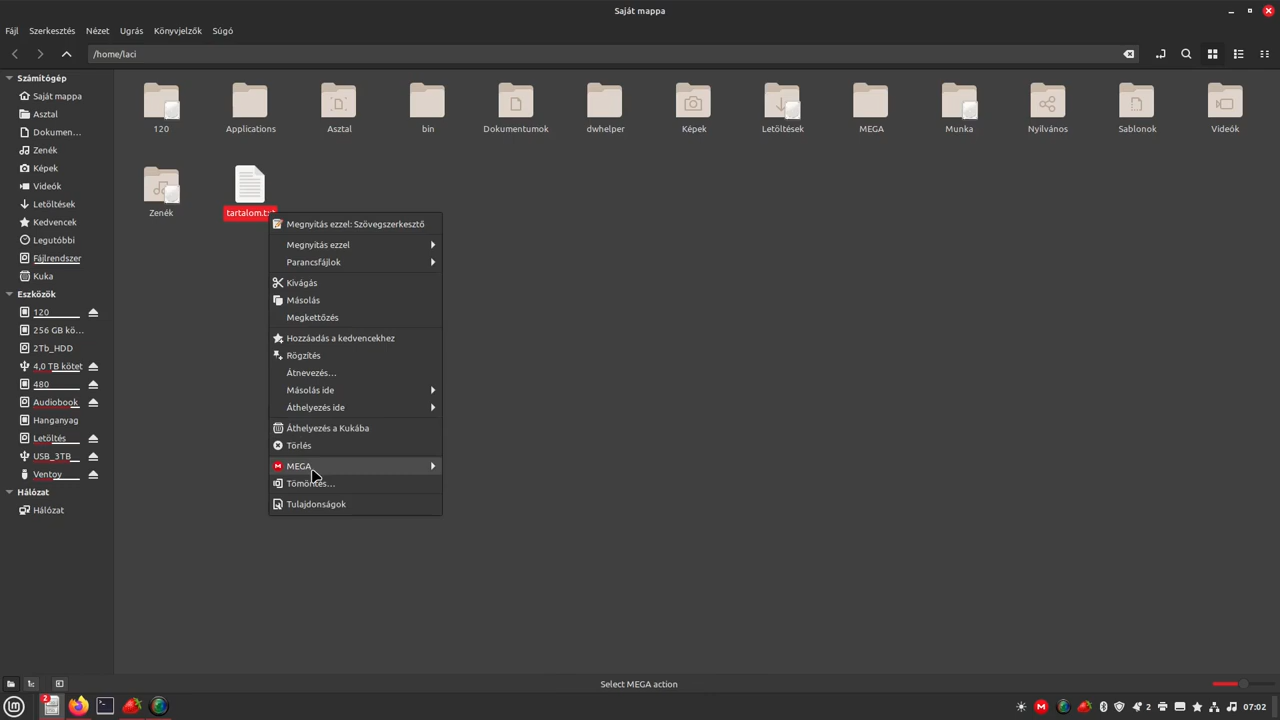 Saját mappa
Fájl Szerkesztés Nézet Ugrás Könyvjelzők Súgó
/home/laci
Számítógép
Saját mappa
Asztal
Dokumen...
Zenék
Képek
Videók
Letöltések
Kedvencek
Legutóbbi
Fájlrendszer
Kuka
Eszközök
120
256 GB kö...
2Tb_HDD
4,0 TB kötet
480
Audiobook
Hanganyag
Letöltés
USB_3TB
Ventoy
Hálózat
Hálózat
120 Applications Asztal bin Dokumentumok dwhelper Képek Letöltések MEGA Munka Nyilvános Sablonok Videók
Zenék tartalom.txt
Megnyitás ezzel: Szövegszerkesztő
Megnyitás ezzel
Parancsfájlok
Kivágás
Másolás
Megkettőzés
Hozzáadás a kedvencekhez
Rögzítés
Átnevezés...
Másolás ide
Áthelyezés ide
Áthelyezés a Kukába
Törlés
MEGA
Tömörítés...
Tulajdonságok
Select MEGA action
2
2 07:02